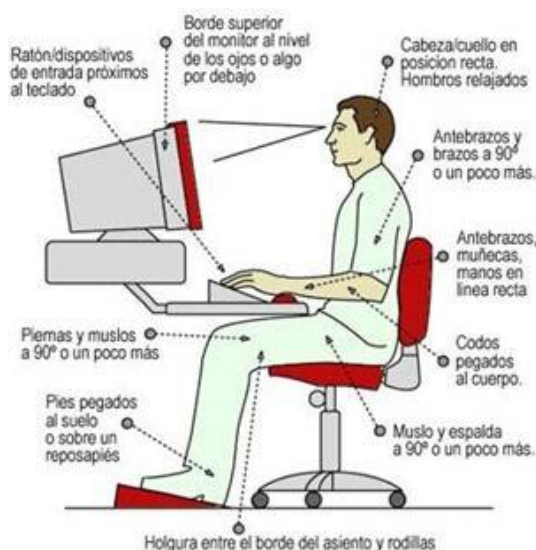 Borde superior
del monitor al nivel
de los ojos o algo
por debajo
Ratón/dispositivos
de entrada próximos
al teclado
Cabeza/cuello en
posicion recta.
Hombros relajados
Antebrazos y
brazos a 90º
o un poco más.
Antebrazos,
muñecas,
manos en
linea recta
Codos
pegados
al cuerpo.
Muslo y espalda
a 90º o un poco más.
Piernas y muslos
a 90º o un poco más
Pies pegados
al suelo
o sobre un
reposapiés
Holgura entre el borde del asiento y rodillas